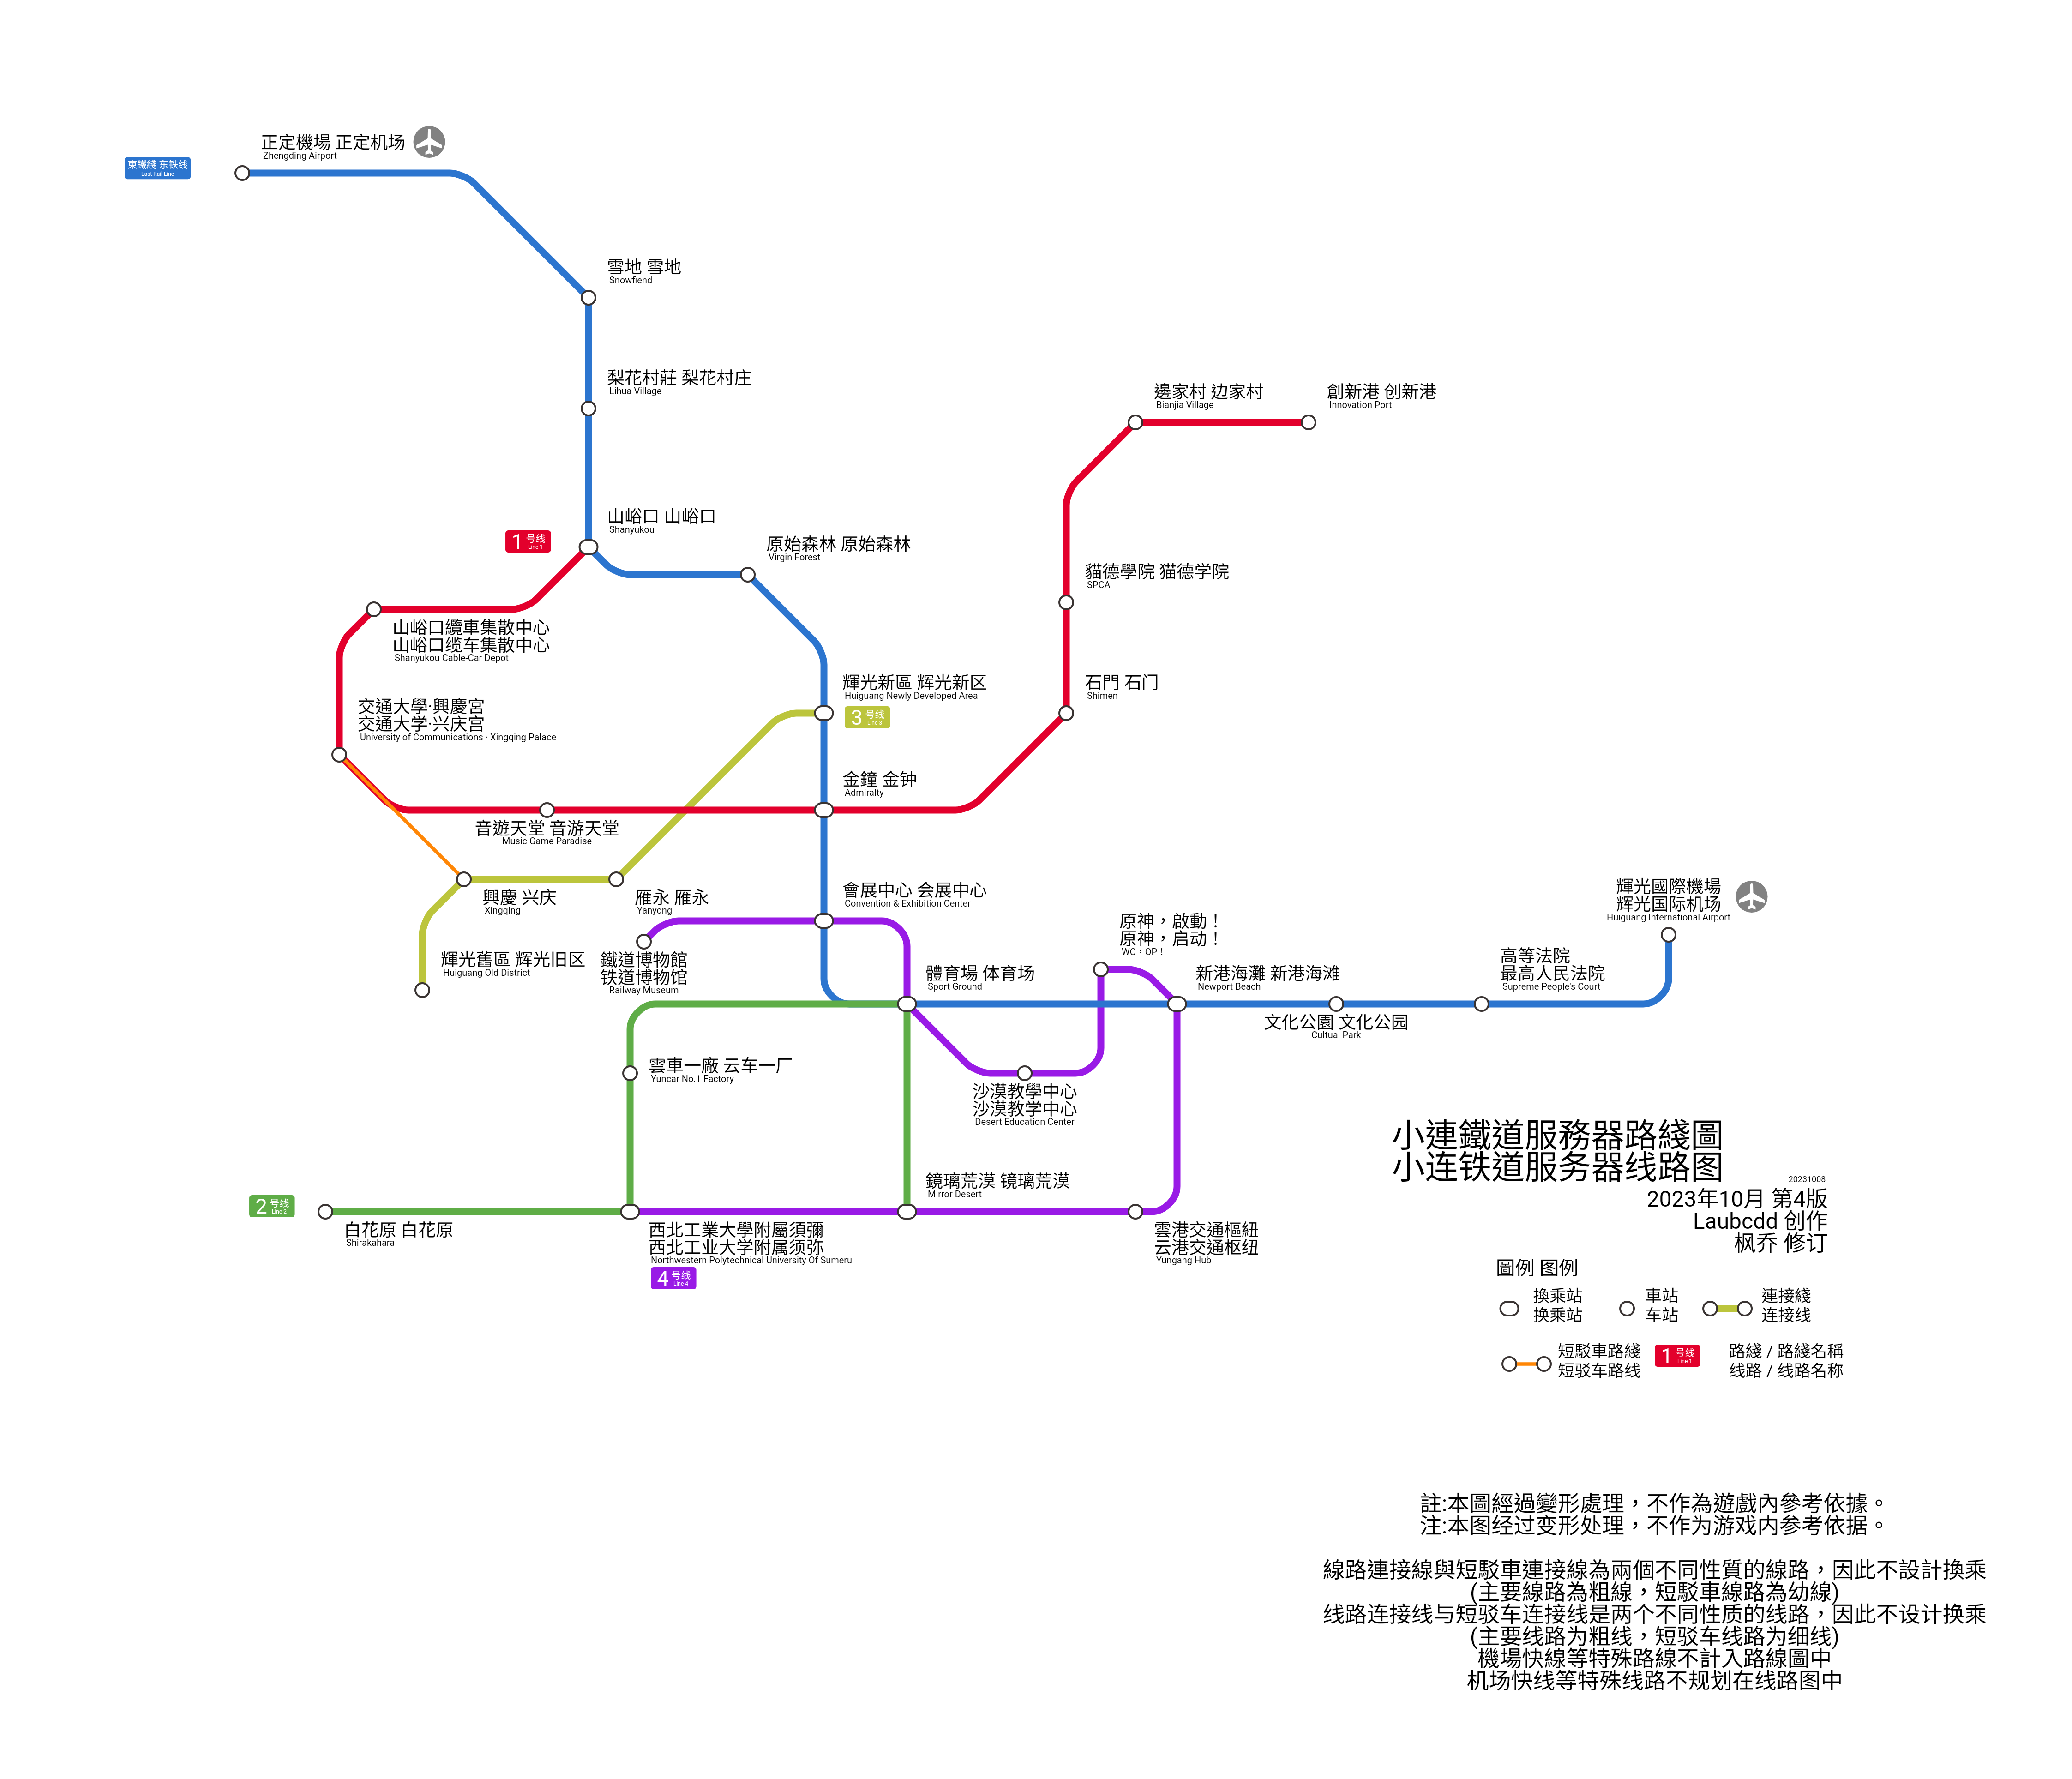 正定機場 正定机场
Zhengding Airport
東鐵綫 东铁线
East Rail Line
雪地 雪地
Snowfiend
梨花村莊 梨花村庄
Lihua Village
邊家村 边家村
Bianjia Village
創新港 创新港
Innovation Port
山峪口 山峪口
Shanyukou
1 号线
Line 1
原始森林 原始森林
Virgin Forest
貓德學院 猫德学院
SPCA
山峪口纜車集散中心
山峪口缆车集散中心
Shanyukou Cable-Car Depot
輝光新區 辉光新区
Huiguang Newly Developed Area
3 号线
Line 3
石門 石门
Shimen
交通大學·興慶宮
交通大学·兴庆宫
University of Communications · Xingqing Palace
金鐘 金钟
Admiralty
音遊天堂 音游天堂
Music Game Paradise
興慶 兴庆
Xingqing
雁永 雁永
Yanyong
會展中心 会展中心
Convention & Exhibition Center
輝光國際機場
辉光国际机场
Huiguang International Airport
原神，啟動！
原神，启动！
WC，OP！
輝光舊區 辉光旧区
Huiguang Old District
鐵道博物館
铁道博物馆
Railway Museum
體育場 体育场
Sport Ground
新港海灘 新港海滩
Newport Beach
高等法院
最高人民法院
Supreme People's Court
文化公園 文化公园
Cultual Park
雲車一廠 云车一厂
Yuncar No.1 Factory
沙漠教學中心
沙漠教学中心
Desert Education Center
鏡璃荒漠 镜璃荒漠
Mirror Desert
2 号线
Line 2
白花原 白花原
Shirakahara
西北工業大學附屬須彌
西北工业大学附属须弥
Northwestern Polytechnical University Of Sumeru
4 号线
Line 4
雲港交通樞紐
云港交通枢纽
Yungang Hub
小連鐵道服務器路綫圖
小连铁道服务器线路图
20231008
2023年10月 第4版
Laubcdd 创作
枫乔 修订
圖例 图例
換乘站
换乘站
車站
车站
連接綫
连接线
短駁車路綫
短驳车路线
1 号线
Line 1
路綫 / 路綫名稱
线路 / 线路名称
註:本圖經過變形處理，不作為遊戲內參考依據。
注:本图经过变形处理，不作为游戏内参考依据。
線路連接線與短駁車連接線為兩個不同性質的線路，因此不設計換乘
(主要線路為粗線，短駁車線路為幼線)
线路连接线与短驳车连接线是两个不同性质的线路，因此不设计换乘
(主要线路为粗线，短驳车线路为细线)
機場快線等特殊路線不計入路線圖中
机场快线等特殊线路不规划在线路图中